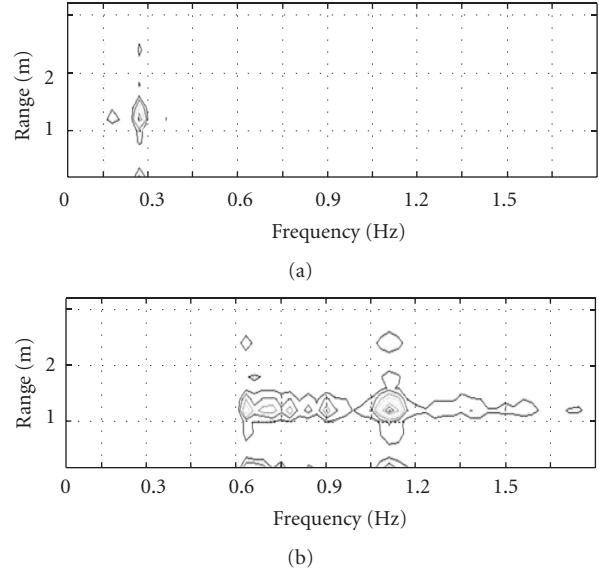 2
1
Range (m)
0 0.3 0.6 0.9 1.2 1.5
Frequency (Hz)
(a)
2
1
Range (m)
0 0.3 0.6 0.9 1.2 1.5
Frequency (Hz)
(b)